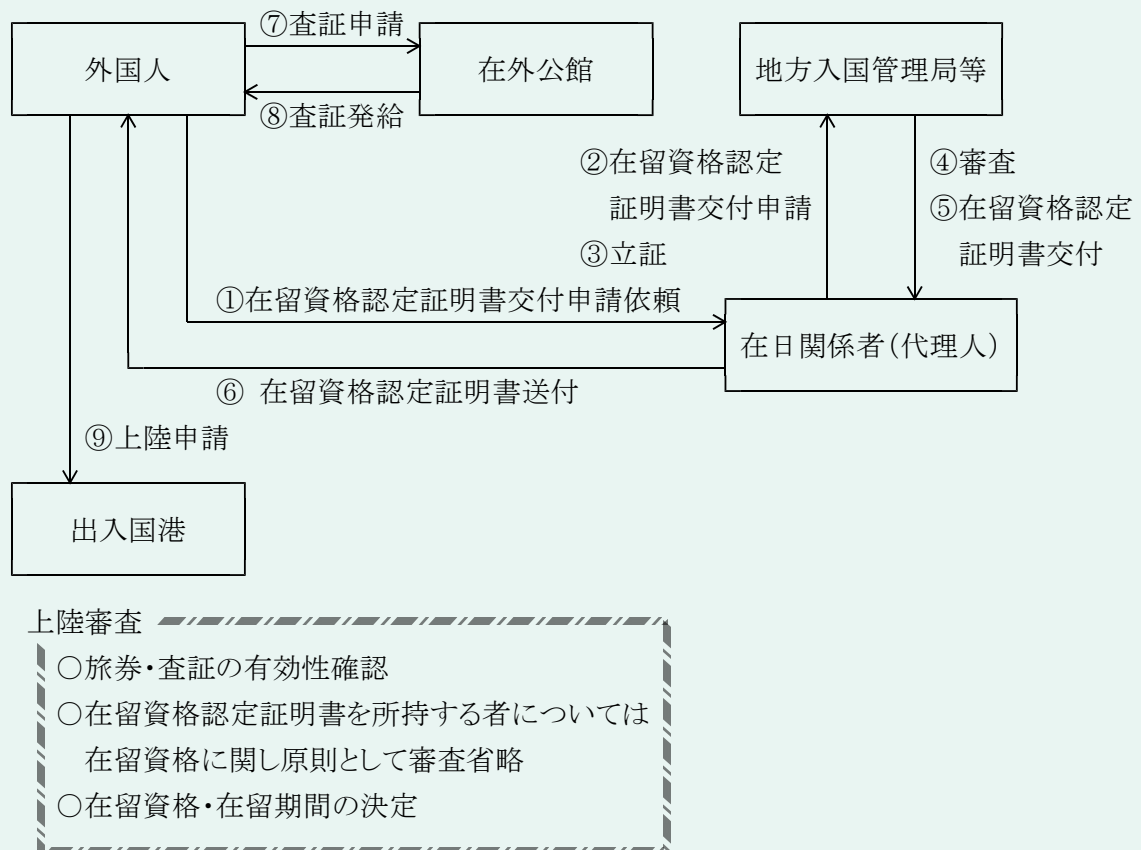 ⑦査証申請
外国人
在外公館
地方入国管理局等
⑧査証発給
②在留資格認定
証明書交付申請
③立証
④審査
⑤在留資格認定
証明書交付
①在留資格認定証明書交付申請依頼
在日関係者（代理人）
⑥ 在留資格認定証明書送付
⑨上陸申請
出入国港
上陸審査
○旅券・査証の有効性確認
○在留資格認定証明書を所持する者については
在留資格に関し原則として審査省略
○在留資格・在留期間の決定